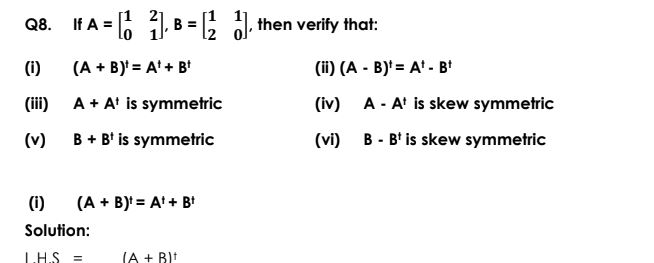 Q8. If A = [1 2
0 1], B = [1 1
2 0], then verify that:
(i) (A + B)ᵗ = Aᵗ + Bᵗ (ii) (A - B)ᵗ = Aᵗ - Bᵗ
(iii) A + Aᵗ is symmetric (iv) A - Aᵗ is skew symmetric
(v) B + Bᵗ is symmetric (vi) B - Bᵗ is skew symmetric
(i) (A + B)ᵗ = Aᵗ + Bᵗ
Solution:
L.H.S = (A + B)ᵗ